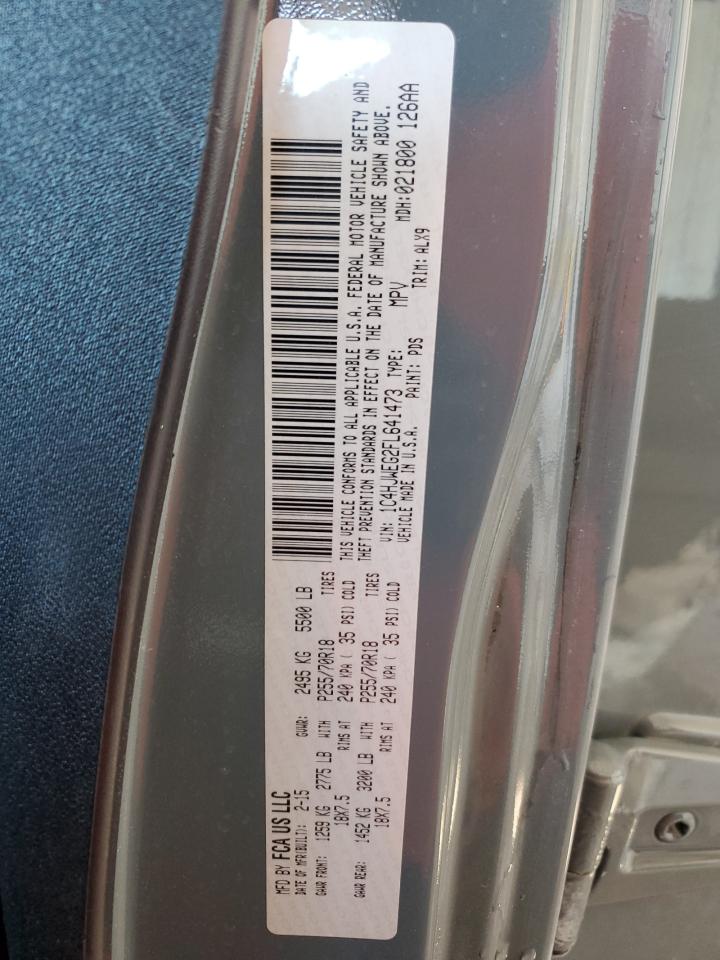 MFD BY FCA US LLC
DATE OF MFR(BUILT): 2-15 GVWR: 2495 KG 5500 LB
GAWR FRONT: 1259 KG 2775 LB WITH P255/70R18 TIRES
18X7.5 RIMS AT 240 KPA ( 35 PSI) COLD
GAWR REAR: 1452 KG 3200 LB WITH P255/70R18 TIRES
18X7.5 RIMS AT 240 KPA ( 35 PSI) COLD
THIS VEHICLE CONFORMS TO ALL APPLICABLE U.S.A. FEDERAL MOTOR VEHICLE SAFETY AND
THEFT PREVENTION STANDARDS IN EFFECT ON THE DATE OF MANUFACTURE SHOWN ABOVE.
VIN: 1C4HJWEG2FL641473 TYPE: MPV MDH:021800 126AA
VEHICLE MADE IN U.S.A. PAINT: PDS TRIM: ALX9